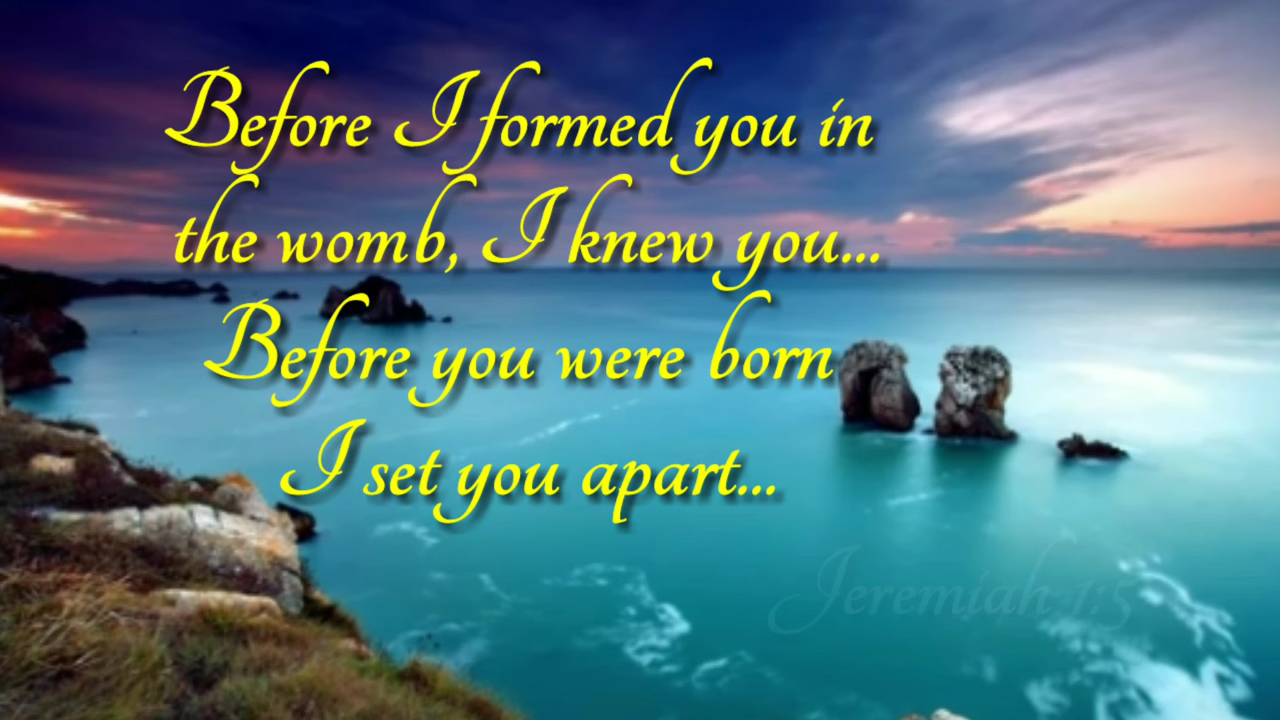 Before I formed you in
the womb, I knew you...
Before you were born
I set you apart...
Jeremiah 1:5